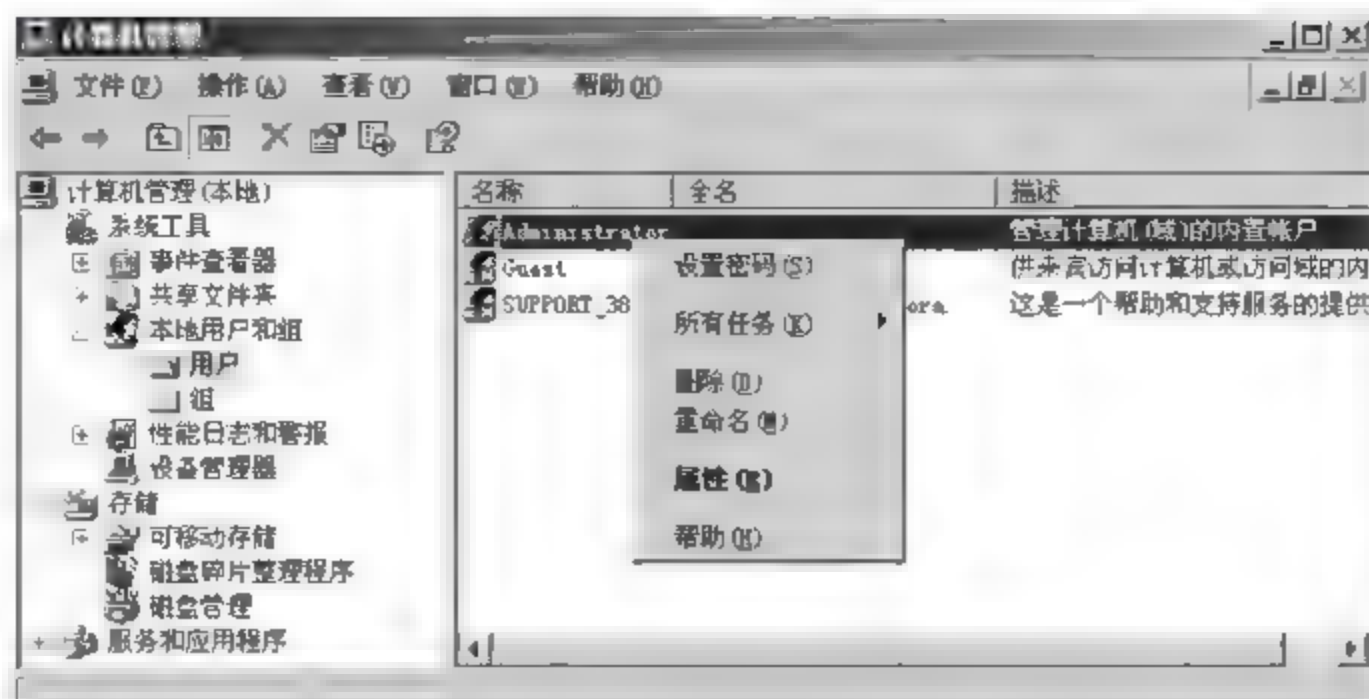 计算机管理
文件(F) 操作(A) 查看(V) 窗口(W) 帮助(H)
计算机管理(本地)
系统工具
事件查看器
共享文件夹
本地用户和组
用户
组
性能日志和警报
设备管理器
存储
可移动存储
磁盘碎片整理程序
磁盘管理
服务和应用程序
名称 全名 描述
Administrator 管理计算机(域)的内置帐户
Guest 供来宾访问计算机或访问域的内
SUPPORT_38 ora 这是一个帮助和支持服务的提供
设置密码(S)
所有任务(K)
删除(D)
重命名(M)
属性(R)
帮助(H)